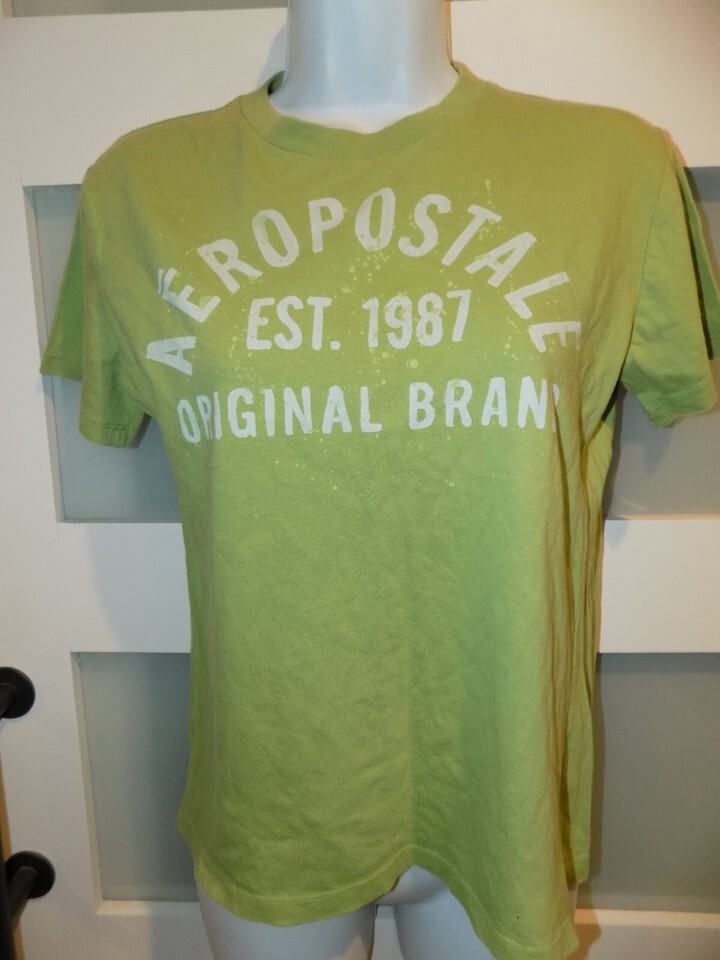 AÉROPOSTALE
EST. 1987
ORIGINAL BRAND